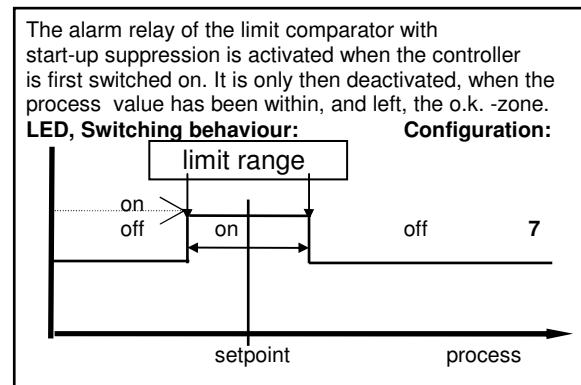 The alarm relay of the limit comparator with
start-up suppression is activated when the controller
is first switched on. It is only then deactivated, when the
process value has been within, and left, the o.k. -zone.
LED, Switching behaviour: Configuration:
limit range
on
off on off 7
setpoint process